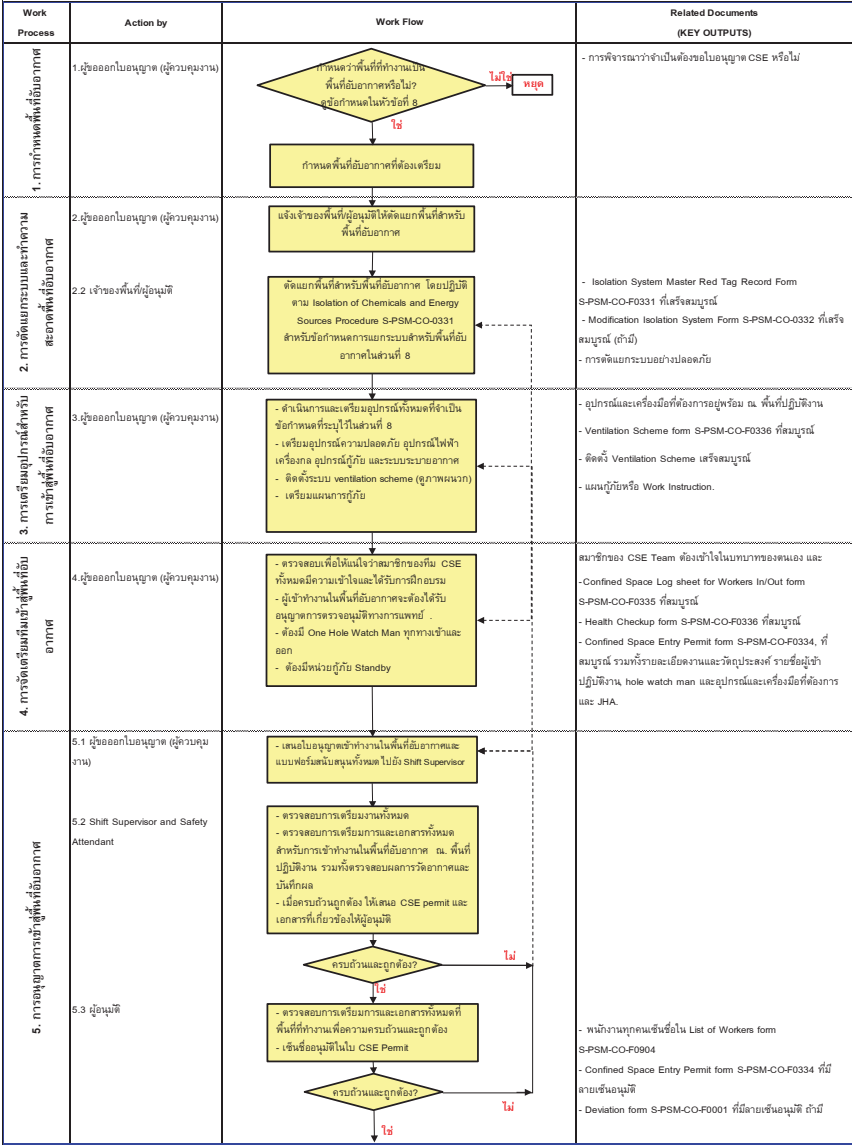 Work
Process
Action by
Work Flow
Related Documents
(KEY OUTPUTS)
1. การกำหนดพื้นที่อับอากาศ
1.ผู้ขอออกใบอนุญาต (ผู้ควบคุมงาน)
กำหนดว่าพื้นที่ที่ทำงานเป็น
พื้นที่อับอากาศหรือไม่?
ดูข้อกำหนดในหัวข้อที่ 8
ไม่ใช่
หยุด
ใช่
กำหนดพื้นที่อับอากาศที่ต้องเตรียม
- การพิจารณาว่าจำเป็นต้องขอใบอนุญาต CSE หรือไม่
2. การตัดแยกระบบและทำความ
สะอาดพื้นที่อับอากาศ
2.ผู้ขอออกใบอนุญาต (ผู้ควบคุมงาน)
แจ้งเจ้าของพื้นที่/ผู้อนุมัติให้ตัดแยกพื้นที่สำหรับ
พื้นที่อับอากาศ
2.2 เจ้าของพื้นที่/ผู้อนุมัติ
ตัดแยกพื้นที่สำหรับพื้นที่อับอากาศ โดยปฏิบัติ
ตาม Isolation of Chemicals and Energy
Sources Procedure S-PSM-CO-0331
สำหรับข้อกำหนดการแยกระบบสำหรับพื้นที่อับ
อากาศในส่วนที่ 8
- Isolation System Master Red Tag Record Form
S-PSM-CO-F0331 ที่เสร็จสมบูรณ์
- Modification Isolation System Form S-PSM-CO-0332 ที่เสร็จ
สมบูรณ์ (ถ้ามี)
- การตัดแยกระบบอย่างปลอดภัย
3. การเตรียมอุปกรณ์สำหรับ
การเข้าสู่พื้นที่อับอากาศ
3.ผู้ขอออกใบอนุญาต (ผู้ควบคุมงาน)
- ดำเนินการและเตรียมอุปกรณ์ทั้งหมดที่จำเป็น
ข้อกำหนดที่ระบุไว้ในส่วนที่ 8
- เตรียมอุปกรณ์ความปลอดภัย อุปกรณ์ไฟฟ้า
เครื่องกล อุปกรณ์กู้ภัย และระบบระบายอากาศ
- ติดตั้งระบบ ventilation scheme (ดูภาพผนวก)
- เตรียมแผนการกู้ภัย
- อุปกรณ์และเครื่องมือที่ต้องการอยู่พร้อม ณ. พื้นที่ปฏิบัติงาน
- Ventilation Scheme form S-PSM-CO-F0336 ที่สมบูรณ์
- ติดตั้ง Ventilation Scheme เสร็จสมบูรณ์
- แผนกู้ภัยหรือ Work Instruction.
4. การจัดเตรียมทีมเข้าสู่พื้นที่อับ
อากาศ
4.ผู้ขอออกใบอนุญาต (ผู้ควบคุมงาน)
- ตรวจสอบเพื่อให้แน่ใจว่าสมาชิกของทีม CSE
ทั้งหมดมีความเข้าใจและได้รับการฝึกอบรม
- ผู้เข้าทำงานในพื้นที่อับอากาศจะต้องได้รับ
อนุญาตการตรวจอนุมัติทางการแพทย์ .
- ต้องมี One Hole Watch Man ทุกทางเข้าและ
ออก
- ต้องมีหน่วยกู้ภัย Standby
สมาชิกของ CSE Team ต้องเข้าใจในบทบาทของตนเอง และ
-Confined Space Log sheet for Workers In/Out form
S-PSM-CO-F0335 ที่สมบูรณ์
- Health Checkup form S-PSM-CO-F0336 ที่สมบูรณ์
- Confined Space Entry Permit form S-PSM-CO-F0334, ที่
สมบูรณ์ รวมทั้งรายละเอียดงานและวัตถุประสงค์ รายชื่อผู้เข้า
ปฏิบัติงาน, hole watch man และอุปกรณ์และเครื่องมือที่ต้องการ
และ JHA.
5. การอนุญาตการเข้าสู่พื้นที่อับอากาศ
5.1 ผู้ขอออกใบอนุญาต (ผู้ควบคุม
งาน)
- เสนอใบอนุญาตเข้าทำงานในพื้นที่อับอากาศและ
แบบฟอร์มสนับสนุนทั้งหมด ไปยัง Shift Supervisor
5.2 Shift Supervisor and Safety
Attendant
- ตรวจสอบการเตรียมงานทั้งหมด
- ตรวจสอบการเตรียมการและเอกสารทั้งหมด
สำหรับการเข้าทำงานในพื้นที่อับอากาศ ณ. พื้นที่
ปฏิบัติงาน รวมทั้งตรวจสอบผลการวัดอากาศและ
บันทึกผล
- เมื่อครบถ้วนถูกต้อง ให้เสนอ CSE permit และ
เอกสารที่เกี่ยวข้องให้ผู้อนุมัติ
ครบถ้วนและถูกต้อง?
ไม่
ใช่
5.3 ผู้อนุมัติ
- ตรวจสอบการเตรียมการและเอกสารทั้งหมดที่
พื้นที่ที่ทำงานเพื่อความครบถ้วนและถูกต้อง
- เซ็นชื่ออนุมัติในใบ CSE Permit
ครบถ้วนและถูกต้อง?
ไม่
ใช่
- พนักงานทุกคนเซ็นชื่อใน List of Workers form
S-PSM-CO-F0904
- Confined Space Entry Permit form S-PSM-CO-F0334 ที่มี
ลายเซ็นอนุมัติ
- Deviation form S-PSM-CO-F0001 ที่มีลายเซ็นอนุมัติ ถ้ามี